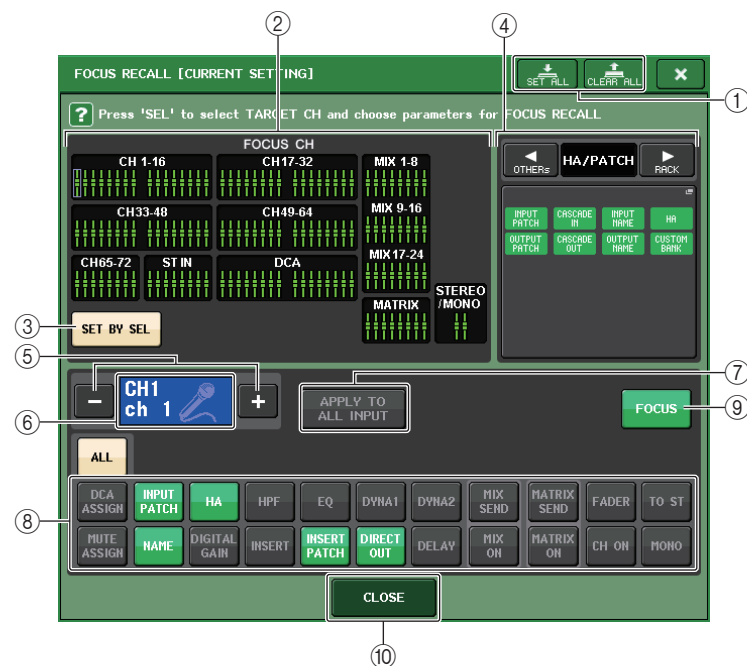 ②
④
FOCUS RECALL [CURRENT SETTING]
SET ALL
CLEAR ALL
①
? Press 'SEL' to select TARGET CH and choose parameters for FOCUS RECALL
FOCUS CH
CH 1-16
CH17-32
MIX 1-8
CH33-48
CH49-64
MIX 9-16
CH65-72
ST IN
DCA
MIX17-24
MATRIX
STEREO
/MONO
OTHERs
HA/PATCH
RACK
INPUT PATCH
CASCADE IN
INPUT NAME
HA
OUTPUT PATCH
CASCADE OUT
OUTPUT NAME
CUSTOM BANK
③
SET BY SEL
⑤
⑦
−
CH1
ch 1
+
⑥
APPLY TO
ALL INPUT
FOCUS
⑨
ALL
⑧
DCA ASSIGN
INPUT PATCH
HA
HPF
EQ
DYNA1
DYNA2
MIX SEND
MATRIX SEND
FADER
TO ST
MUTE ASSIGN
NAME
DIGITAL GAIN
INSERT
INSERT PATCH
DIRECT OUT
DELAY
MIX ON
MATRIX ON
CH ON
MONO
CLOSE
⑩